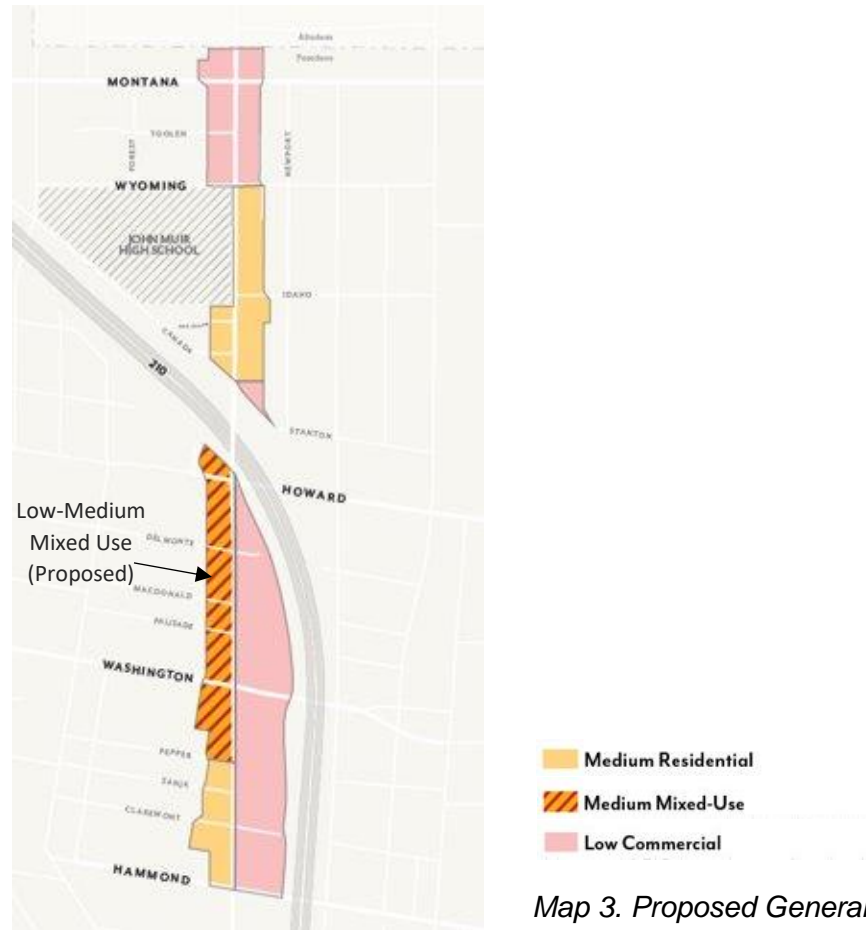 Altadena
Pasadena
MONTANA
TOOLEN
FOREST
NEWPORT
WYOMING
JOHN MUIR
HIGH SCHOOL
IDAHO
CANADA
210
STANTON
HOWARD
Low-Medium
Mixed Use
(Proposed)
DEL MONTE
MACDONALD
PALISADE
WASHINGTON
PEPPER
ZANJA
CLAREMONT
HAMMOND
Medium Residential
Medium Mixed-Use
Low Commercial
Map 3. Proposed General